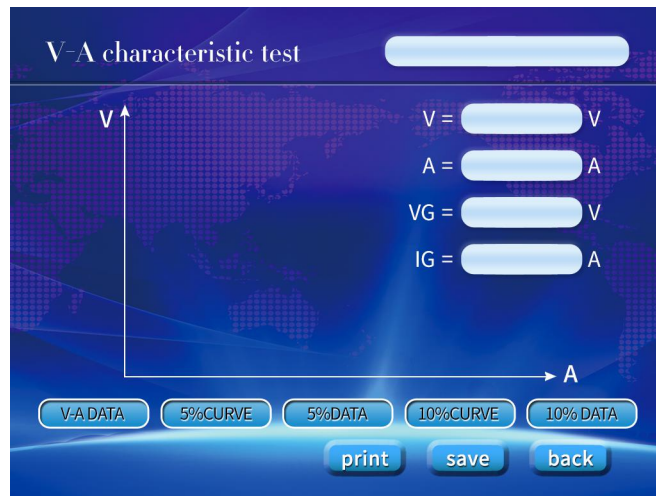 V-A characteristic test
V
V = V
A = A
VG = V
IG = A
A
V-A DATA 5%CURVE 5%DATA 10%CURVE 10% DATA
print save back